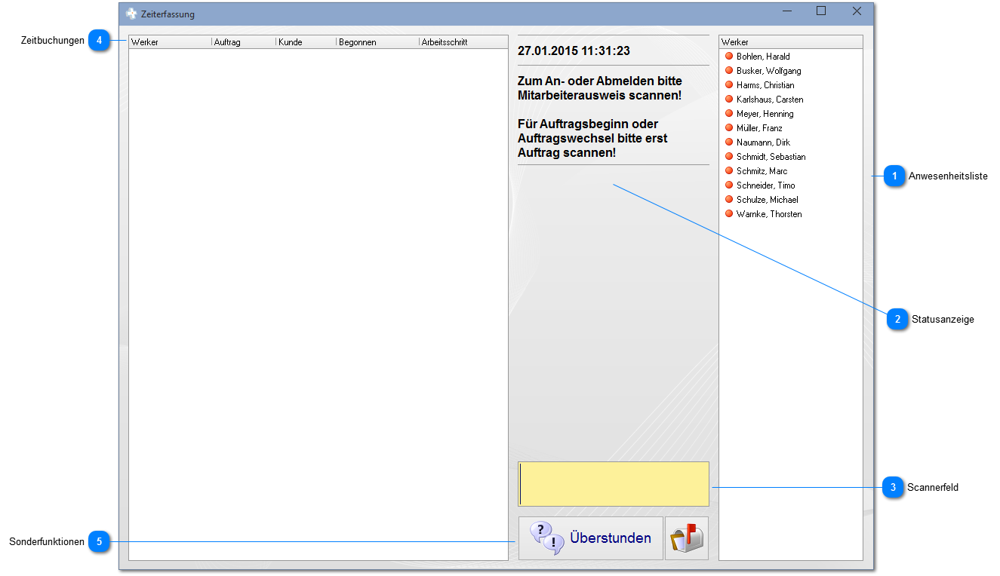 Zeiterfassung
Zeitbuchungen 4
Werker Auftrag Kunde Begonnen Arbeitsschritt
27.01.2015 11:31:23
Zum An- oder Abmelden bitte
Mitarbeiterausweis scannen!
Für Auftragsbeginn oder
Auftragswechsel bitte erst
Auftrag scannen!
Werker
Bohlen, Harald
Busker, Wolfgang
Harms, Christian
Karlshaus, Carsten
Meyer, Henning
Müller, Franz
Naumann, Dirk
Schmidt, Sebastian
Schmitz, Marc
Schneider, Timo
Schulze, Michael
Warnke, Thorsten
1 Anwesenheitsliste
2 Statusanzeige
3 Scannerfeld
Sonderfunktionen 5
? ! Überstunden